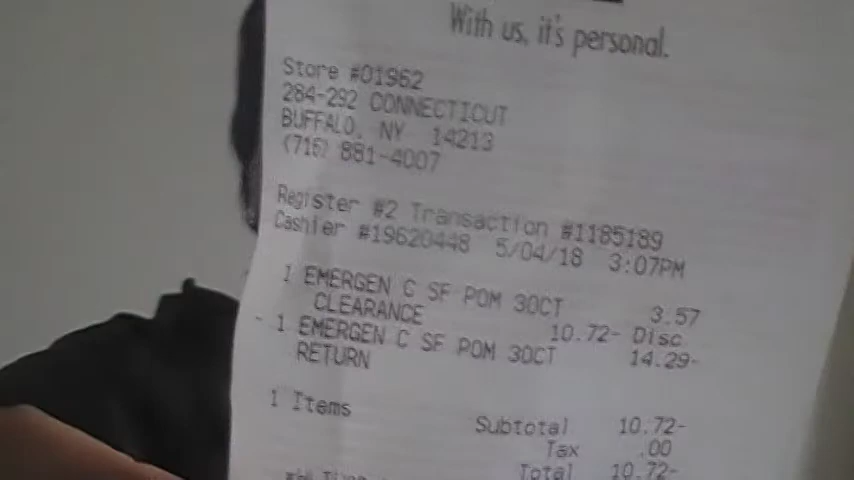 With us, it's personal.
Store #01962
284-292 CONNECTICUT
BUFFALO, NY 14213
(716) 881-4007
Register #2 Transaction #1185189
Cashier #19620448 5/04/18 3:07PM
1 EMERGEN C SF POM 30CT 3.57
CLEARANCE 10.72- Disc
- 1 EMERGEN C SF POM 30CT 14.29-
RETURN
1 Items
Subtotal 10.72-
Tax .00
Total 10.72-